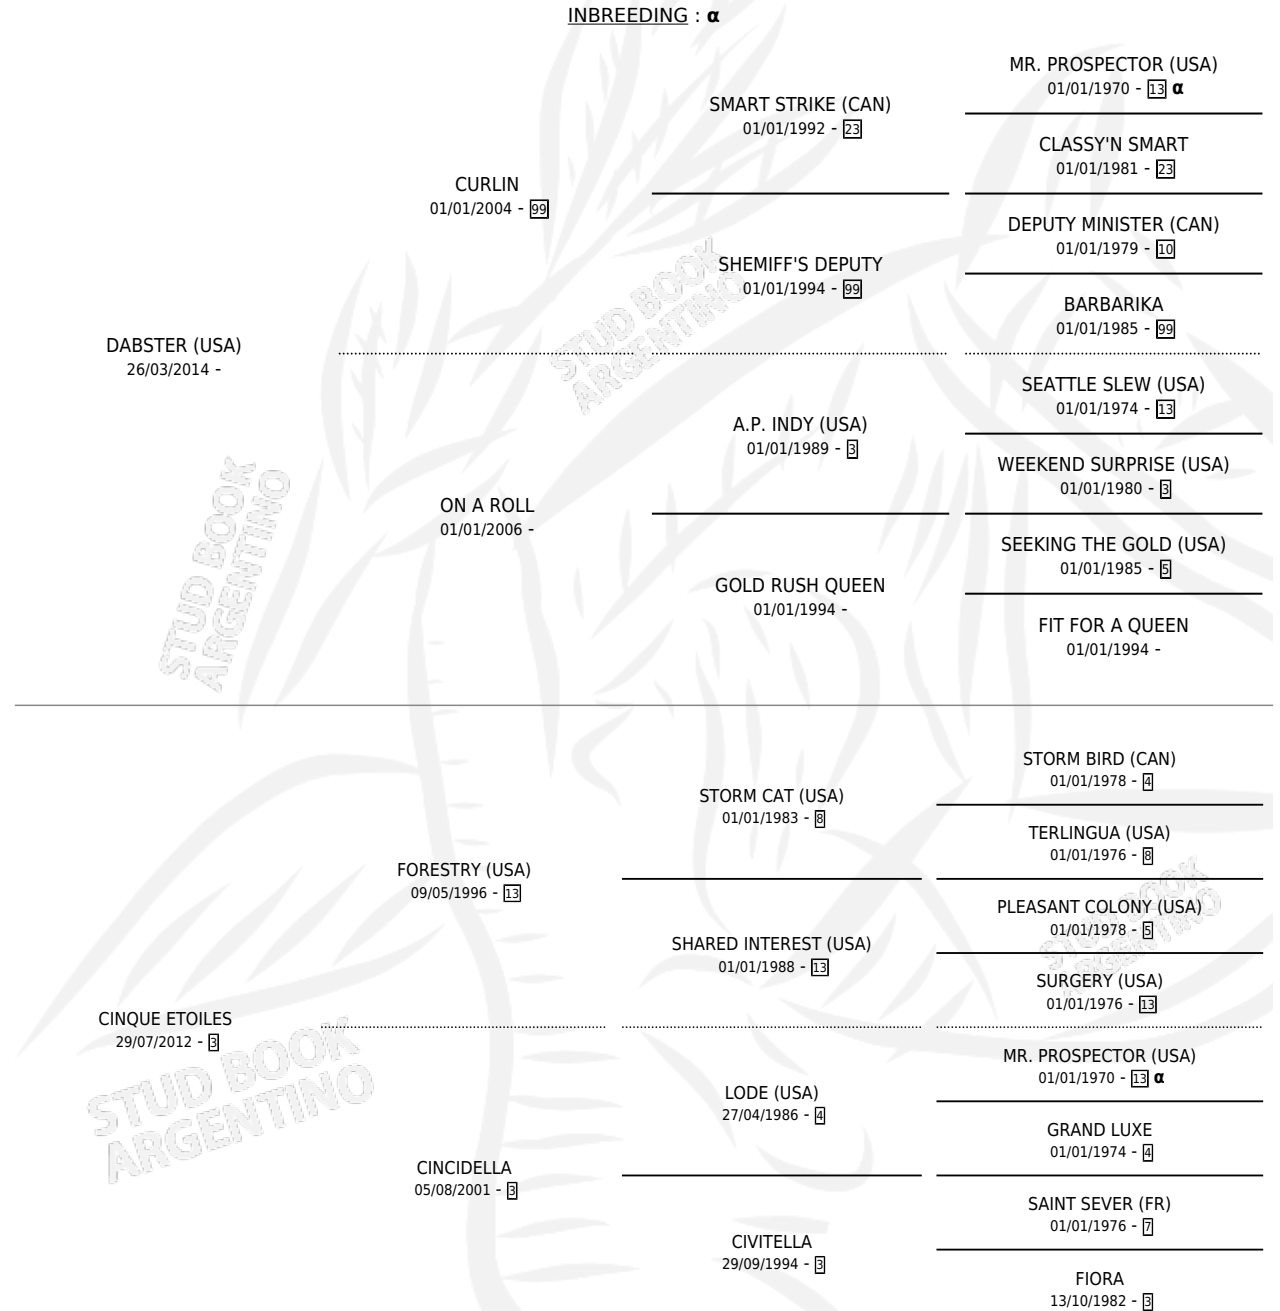 INBREEDING : α
MR. PROSPECTOR (USA)
01/01/1970 - 13 α
SMART STRIKE (CAN)
01/01/1992 - 23
CLASSY'N SMART
01/01/1981 - 23
CURLIN
01/01/2004 - 99
DEPUTY MINISTER (CAN)
01/01/1979 - 10
SHEMIFF'S DEPUTY
01/01/1994 - 99
BARBARIKA
01/01/1985 - 99
DABSTER (USA)
26/03/2014 -
SEATTLE SLEW (USA)
01/01/1974 - 13
A.P. INDY (USA)
01/01/1989 - 3
WEEKEND SURPRISE (USA)
01/01/1980 - 3
ON A ROLL
01/01/2006 -
SEEKING THE GOLD (USA)
01/01/1985 - 5
GOLD RUSH QUEEN
01/01/1994 -
FIT FOR A QUEEN
01/01/1994 -
STORM BIRD (CAN)
01/01/1978 - 4
STORM CAT (USA)
01/01/1983 - 8
TERLINGUA (USA)
01/01/1976 - 8
FORESTRY (USA)
09/05/1996 - 13
PLEASANT COLONY (USA)
01/01/1978 - 5
SHARED INTEREST (USA)
01/01/1988 - 13
SURGERY (USA)
01/01/1976 - 13
CINQUE ETOILES
29/07/2012 - 3
MR. PROSPECTOR (USA)
01/01/1970 - 13 α
LODE (USA)
27/04/1986 - 4
GRAND LUXE
01/01/1974 - 4
CINCIDELLA
05/08/2001 - 3
SAINT SEVER (FR)
01/01/1976 - 7
CIVITELLA
29/09/1994 - 3
FIORA
13/10/1982 - 3
STUD BOOK
ARGENTINO
STUD BOOK
ARGENTINO
STUD BOOK
ARGENTINO
STUD BOOK
ARGENTINO